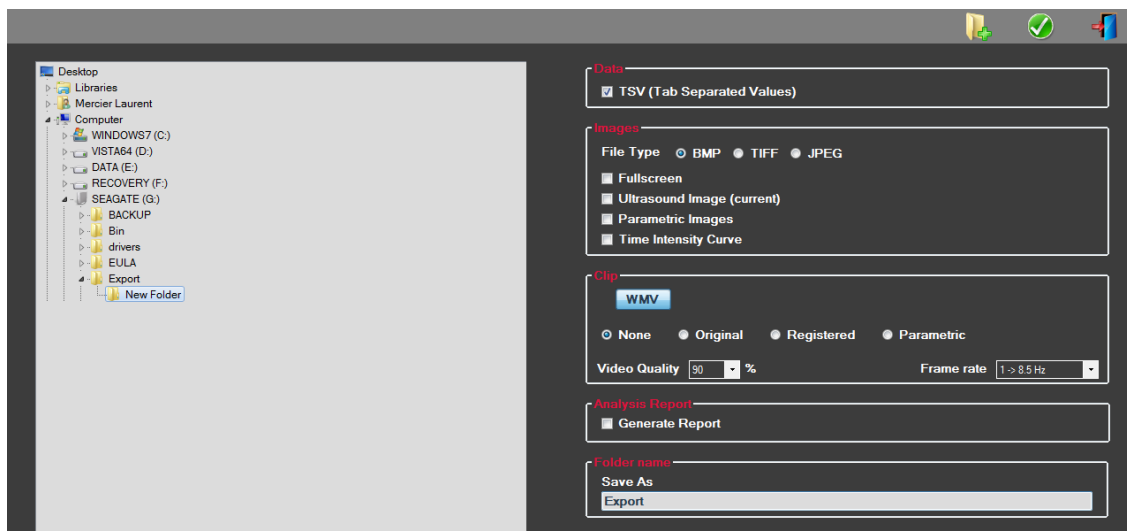 Desktop
Libraries
Mercier Laurent
Computer
WINDOWS7 (C:)
VISTA64 (D:)
DATA (E:)
RECOVERY (F:)
SEAGATE (G:)
BACKUP
Bin
drivers
EULA
Export
New Folder
Data
TSV (Tab Separated Values)
Images
File Type BMP TIFF JPEG
Fullscreen
Ultrasound Image (current)
Parametric Images
Time Intensity Curve
Clip
WMV
None Original Registered Parametric
Video Quality 90 % Frame rate 1 -> 8.5 Hz
Analysis Report
Generate Report
Folder name
Save As
Export